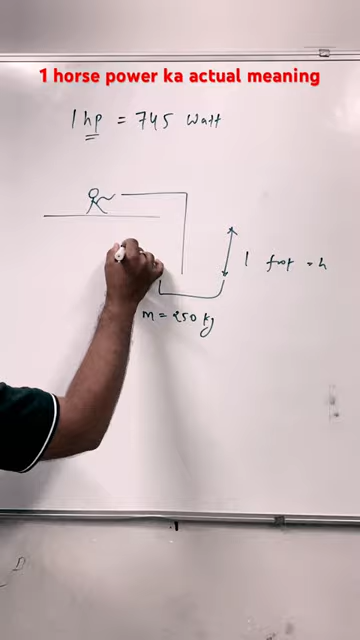 1 horse power ka actual meaning
1 hp = 745 watt
1 foot = h
m = 250 kg